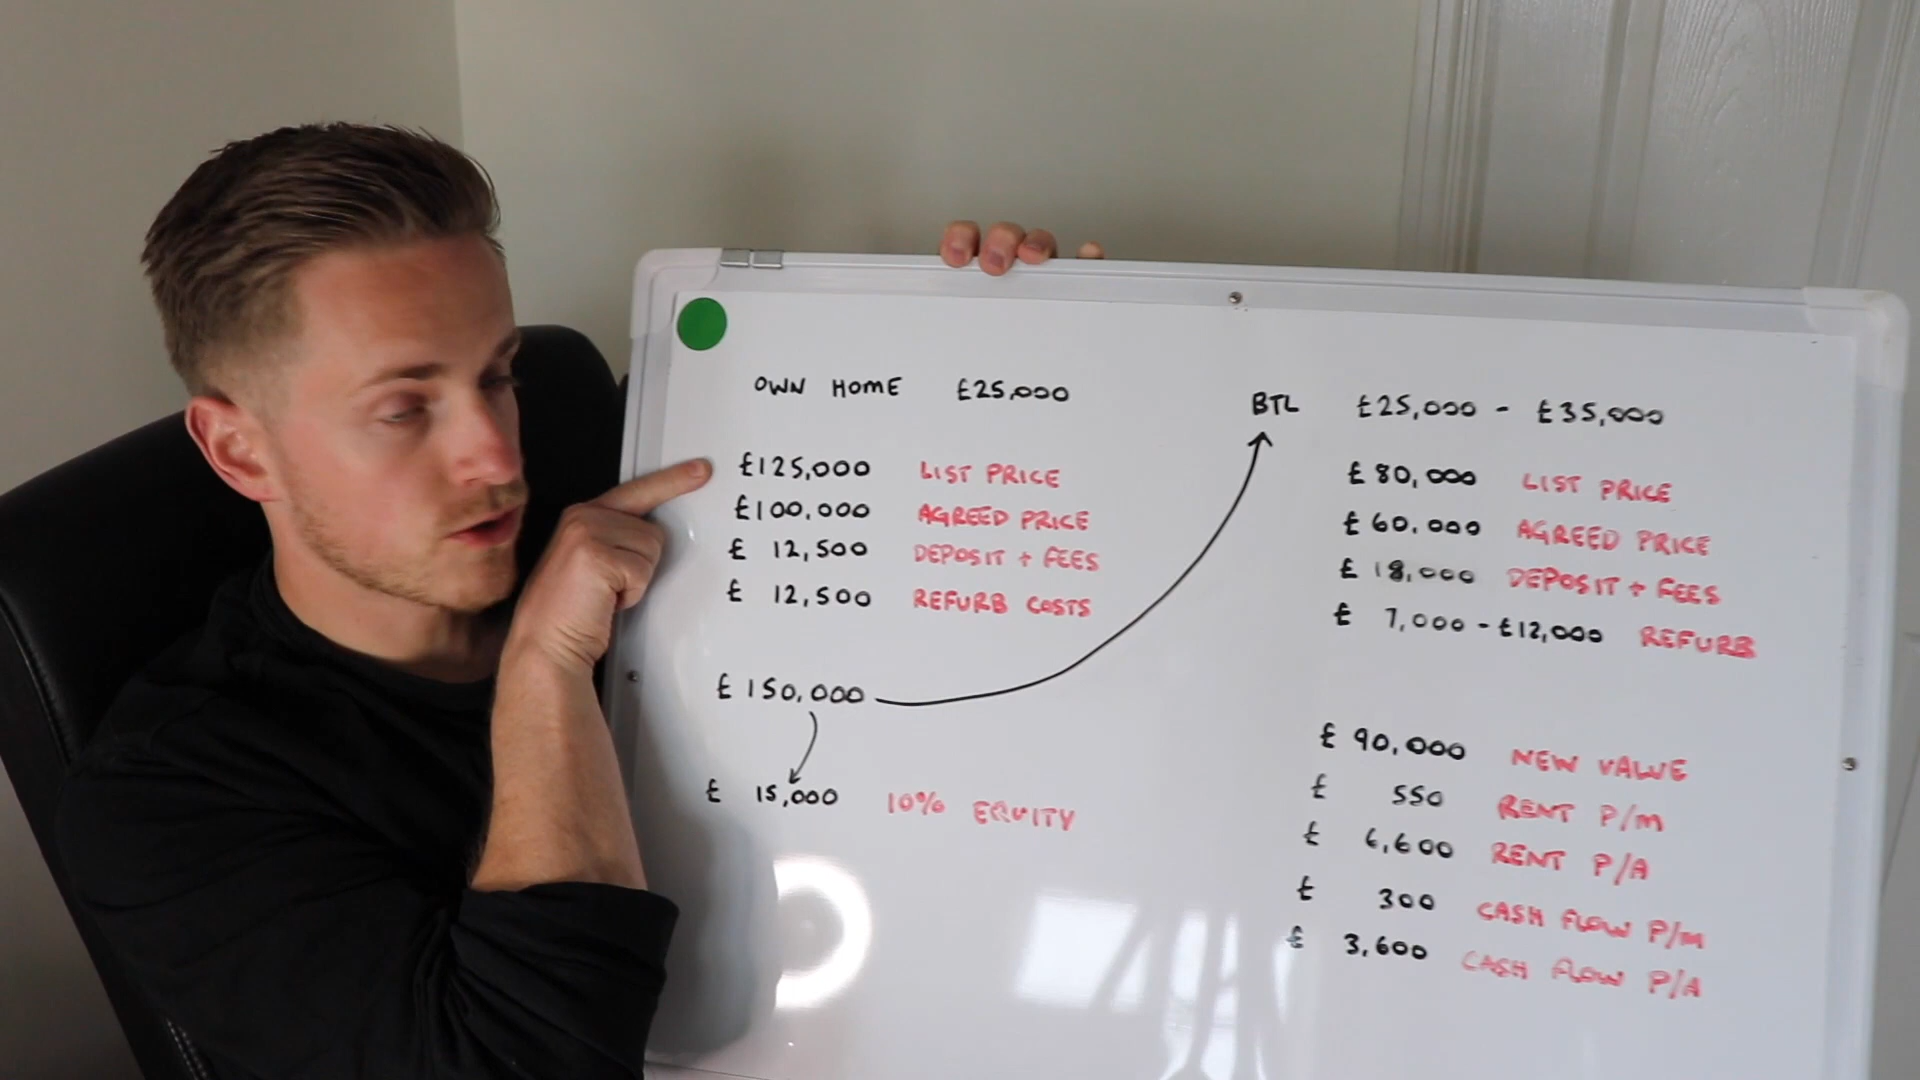 OWN HOME £25,000
£125,000 LIST PRICE
£100,000 AGREED PRICE
£ 12,500 DEPOSIT + FEES
£ 12,500 REFURB COSTS
£150,000
£ 15,000 10% EQUITY
BTL £25,000 - £35,000
£80,000 LIST PRICE
£60.000 AGREED PRICE
£18,000 DEPOSIT + FEES
£ 7,000 - £12,000 REFURB
£90,000 NEW VALUE
£ 550 RENT P/M
£ 6,600 RENT P/A
£ 300 CASH FLOW P/M
£ 3,600 CASH FLOW P/A